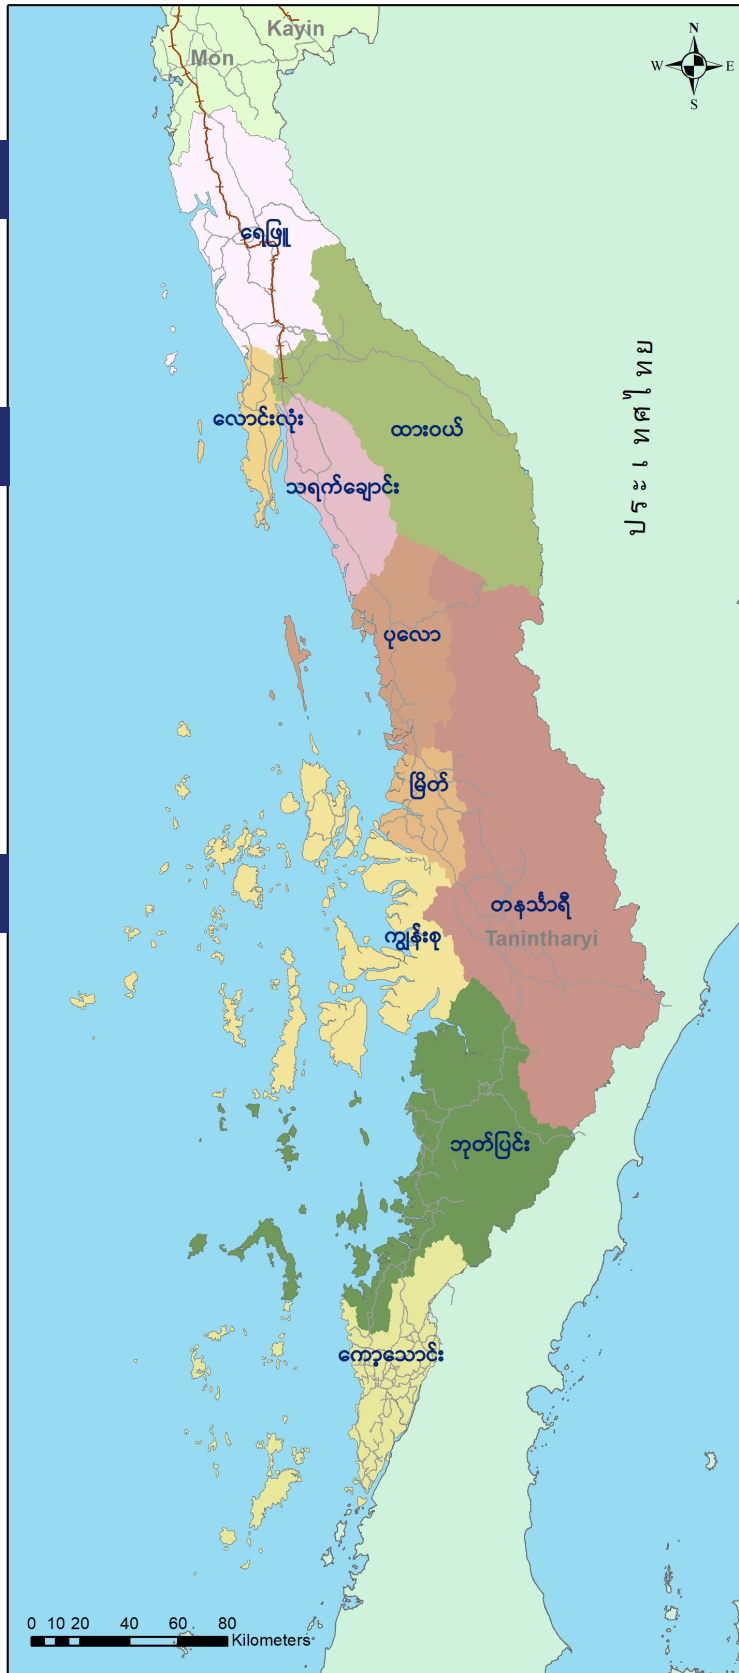 Kayin
Mon
N
W E
S
ရေဖြူ
လောင်းလုံး
ထားဝယ်
ประเทศไทย
သရက်ချောင်း
ပုလော
မြိတ်
တနင်္သာရီ
ကျွန်းစု
Tanintharyi
ဘုတ်ပြင်း
ကော့သောင်း
0 10 20 40 60 80
Kilometers